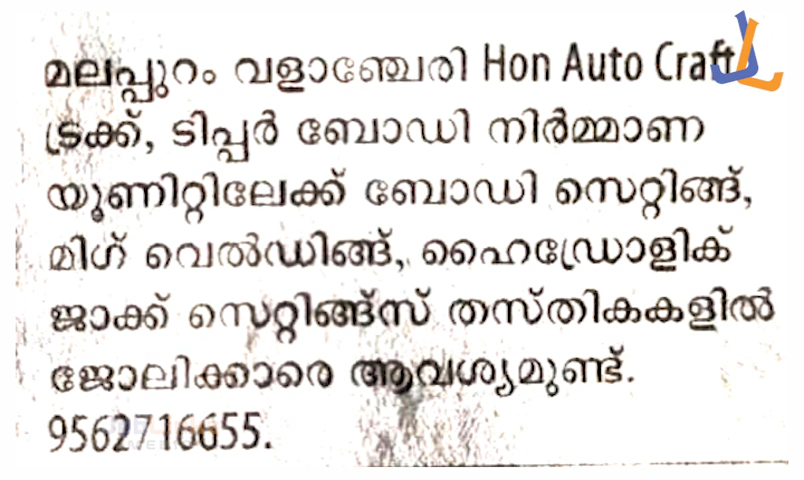 മലപ്പുറം വളാഞ്ചേരി Hon Auto Craft
ട്രക്ക്, ടിപ്പർ ബോഡി നിർമ്മാണ
യൂണിറ്റിലേക്ക് ബോഡി സെറ്റിങ്ങ്,
മിഗ് വെൽഡിങ്ങ്, ഹൈഡ്രോളിക്
ജാക്ക് സെറ്റിങ്ങ്സ് തസ്തികകളിൽ
ജോലിക്കാരെ ആവശ്യമുണ്ട്.
9562716655.